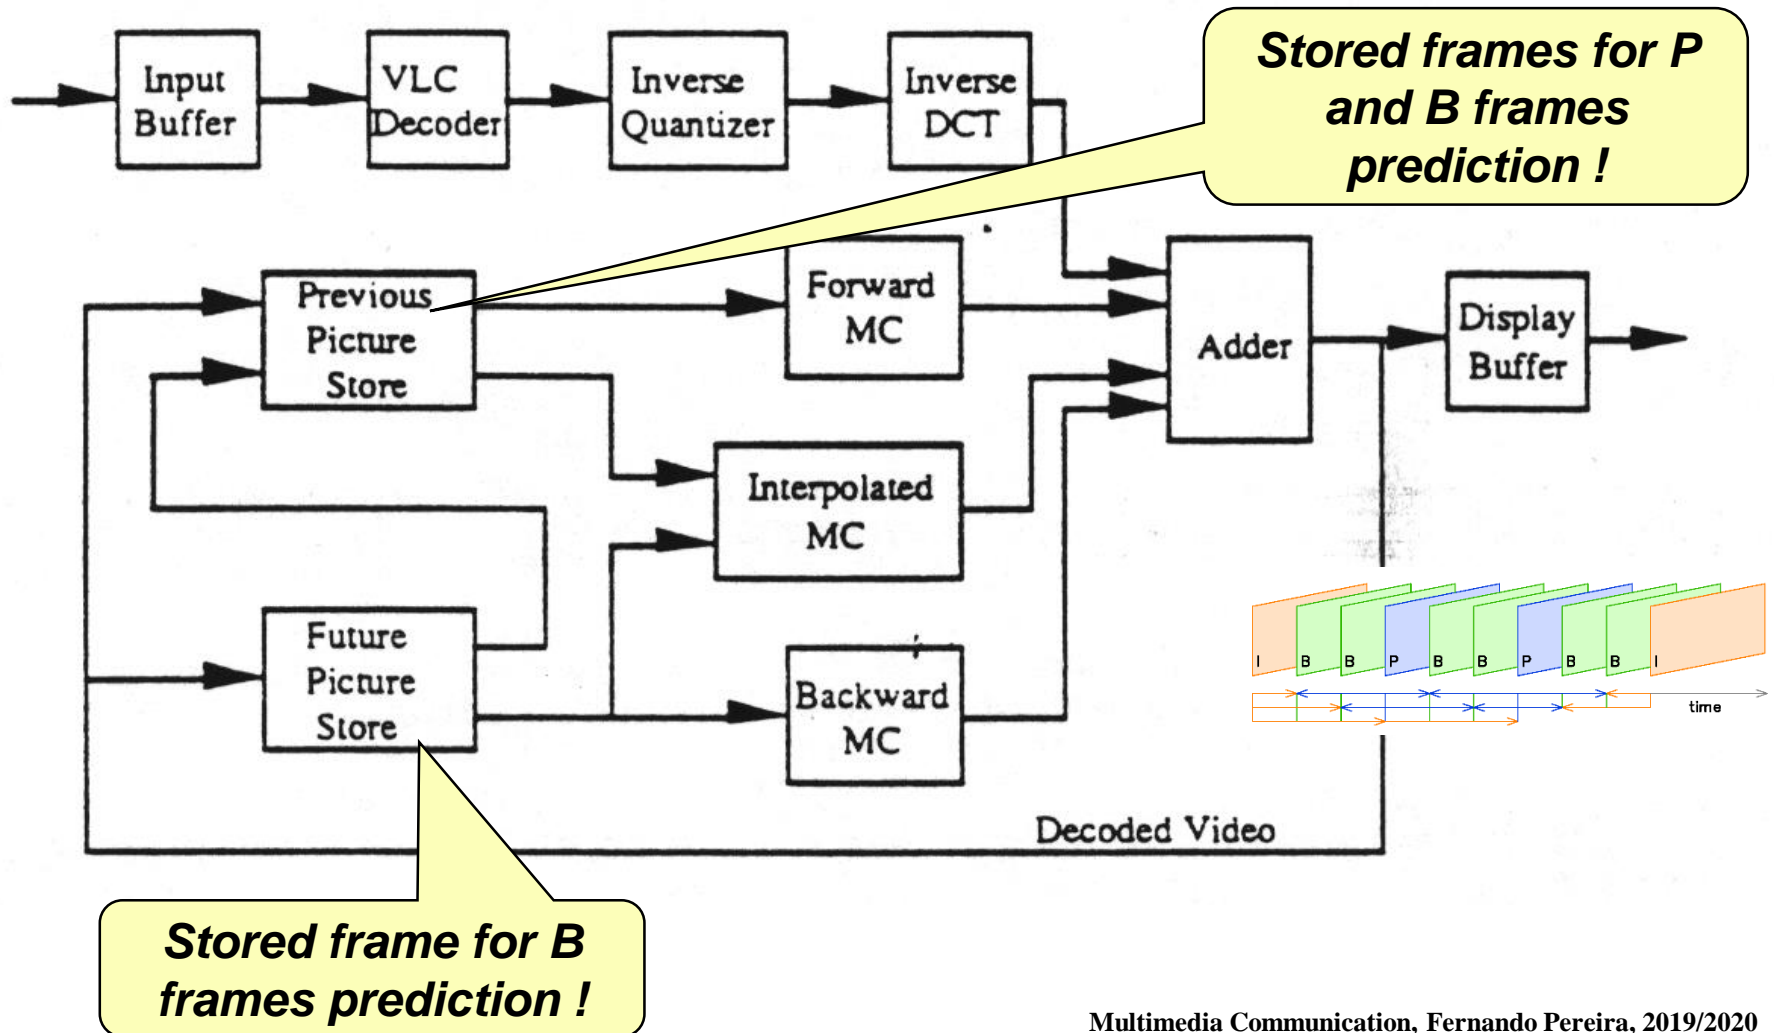 Input
Buffer
VLC
Decoder
Inverse
Quantizer
Inverse
DCT
Stored frames for P
and B frames
prediction !
Previous
Picture
Store
Forward
MC
Adder
Display
Buffer
Interpolated
MC
Future
Picture
Store
Backward
MC
I
B
B
P
B
B
P
B
B
I
time
Decoded Video
Stored frame for B
frames prediction !
Multimedia Communication, Fernando Pereira, 2019/2020